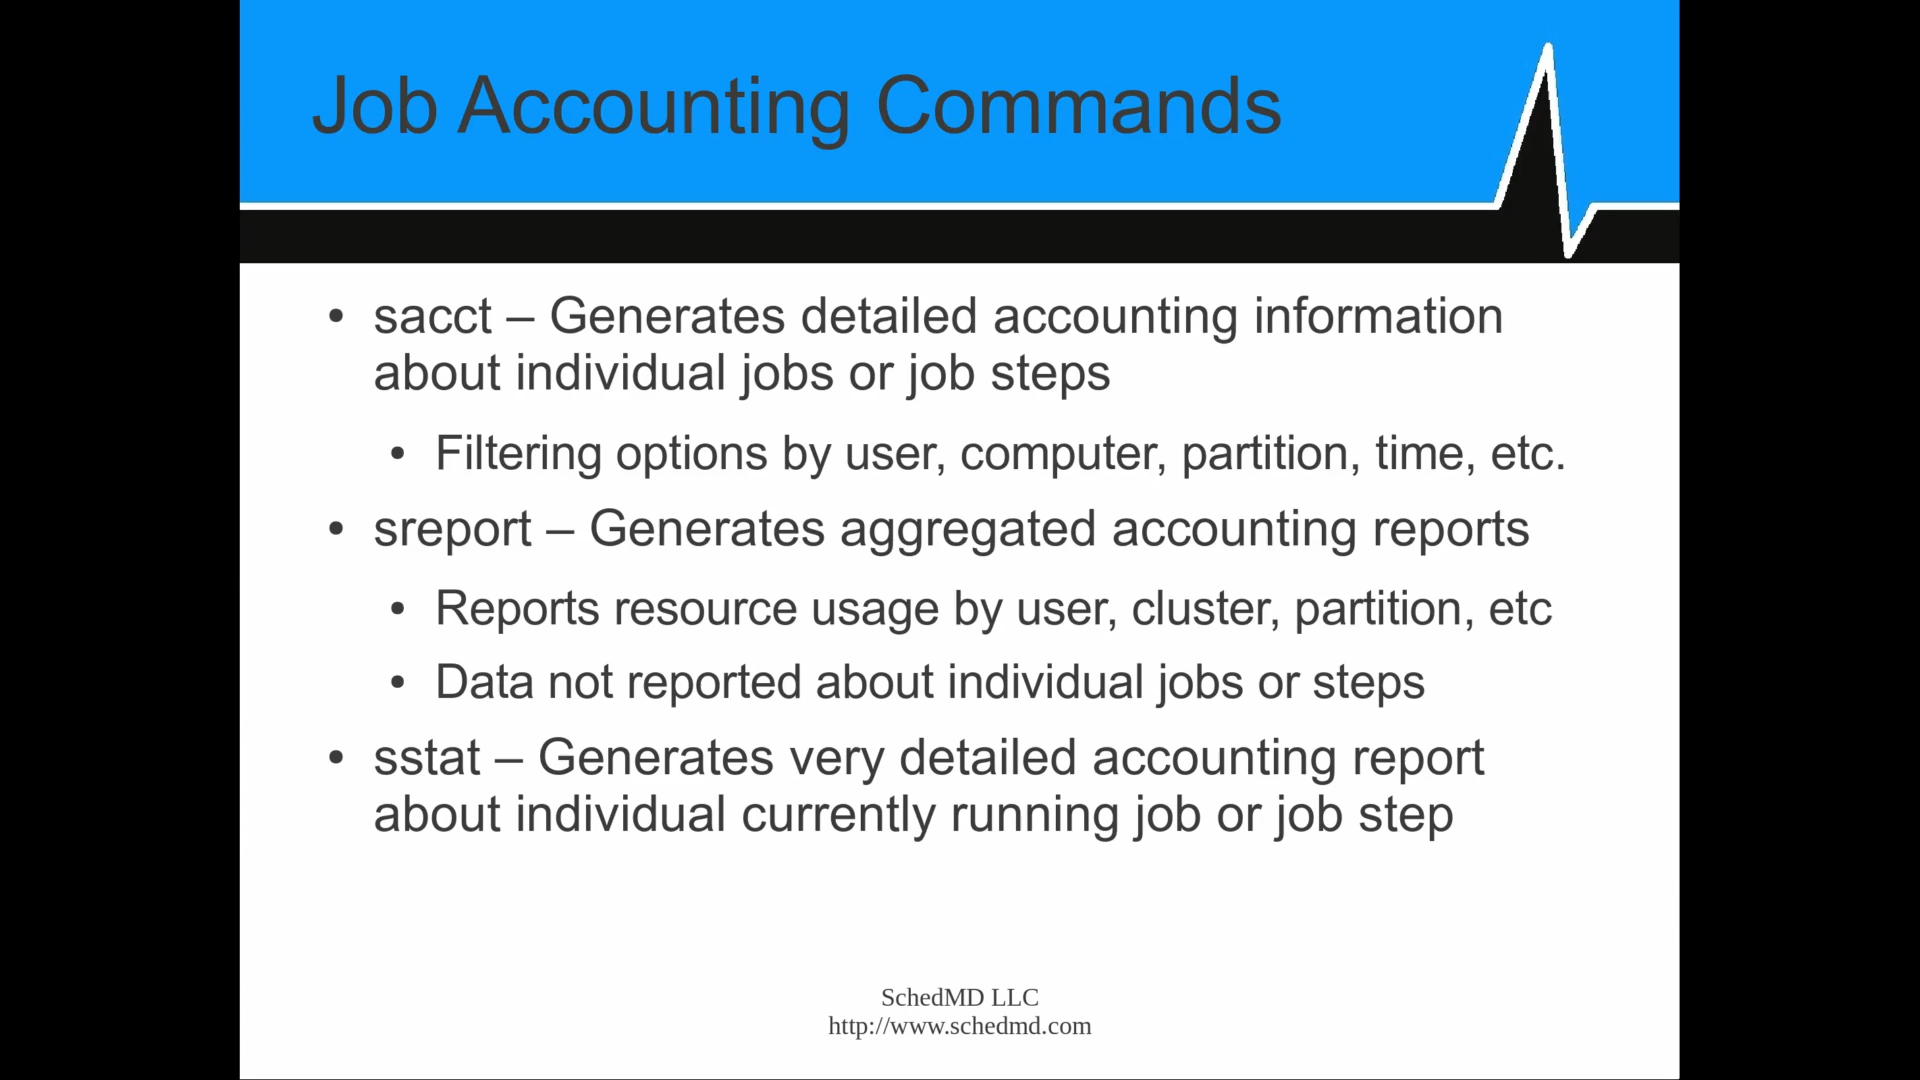 Job Accounting Commands
• sacct – Generates detailed accounting information
about individual jobs or job steps
• Filtering options by user, computer, partition, time, etc.
• sreport – Generates aggregated accounting reports
• Reports resource usage by user, cluster, partition, etc
• Data not reported about individual jobs or steps
• sstat – Generates very detailed accounting report
about individual currently running job or job step
SchedMD LLC
http://www.schedmd.com